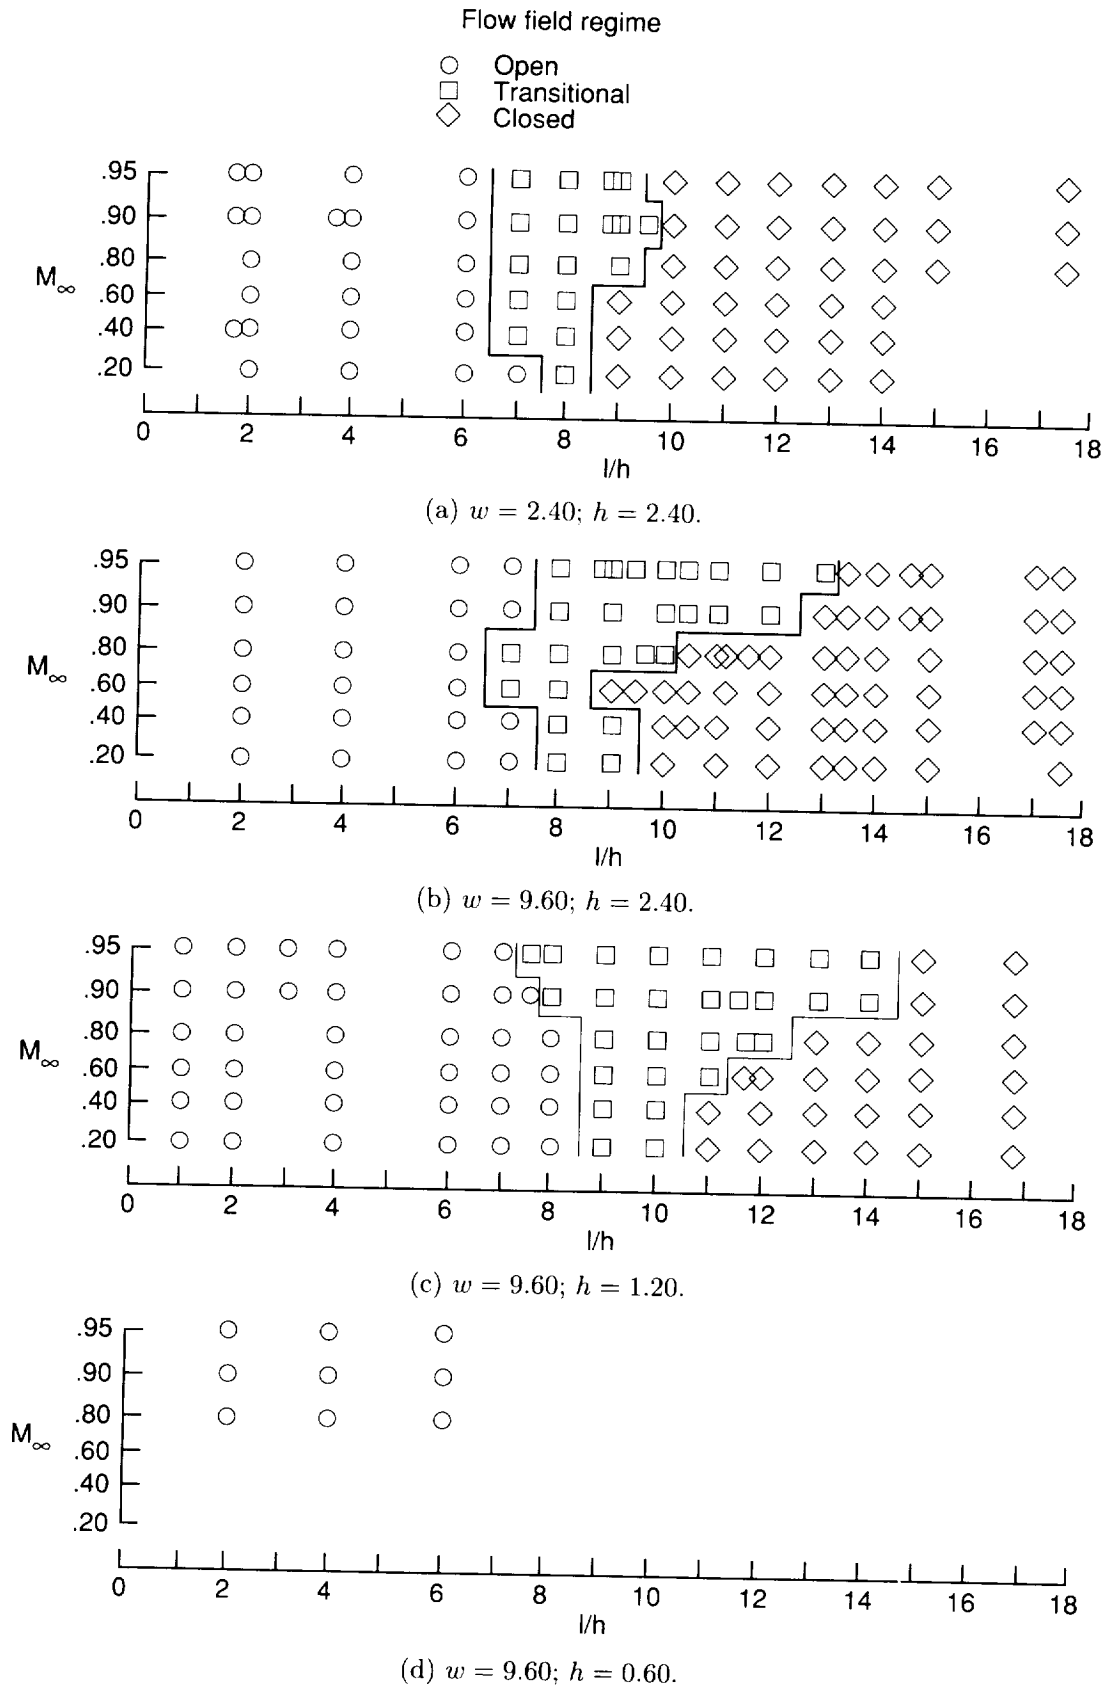 Flow field regime
Open
Transitional
Closed
.95
.90
.80
M∞
.60
.40
.20
0 2 4 6 8 10 12 14 16 18
l/h
(a) w = 2.40; h = 2.40.
.95
.90
.80
M∞
.60
.40
.20
0 2 4 6 8 10 12 14 16 18
l/h
(b) w = 9.60; h = 2.40.
.95
.90
.80
M∞
.60
.40
.20
0 2 4 6 8 10 12 14 16 18
l/h
(c) w = 9.60; h = 1.20.
.95
.90
.80
M∞
.60
.40
.20
0 2 4 6 8 10 12 14 16 18
l/h
(d) w = 9.60; h = 0.60.